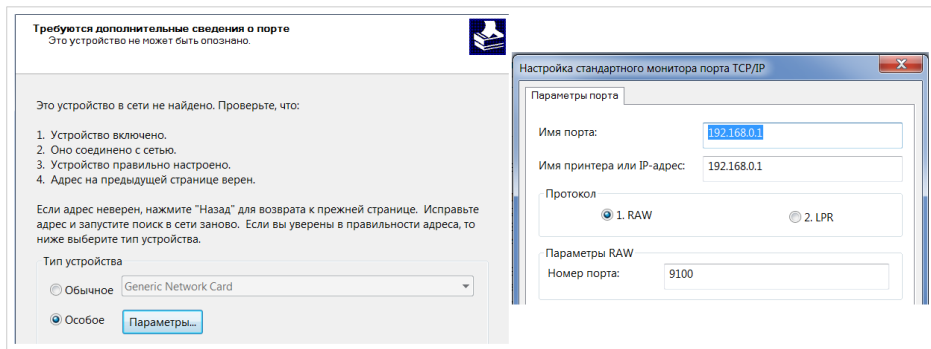 Требуются дополнительные сведения о порте
Это устройство не может быть опознано.
Это устройство в сети не найдено. Проверьте, что:
1. Устройство включено.
2. Оно соединено с сетью.
3. Устройство правильно настроено.
4. Адрес на предыдущей странице верен.
Если адрес неверен, нажмите "Назад" для возврата к прежней странице. Исправьте
адрес и запустите поиск в сети заново. Если вы уверены в правильности адреса, то
ниже выберите тип устройства.
Тип устройства
Обычное Generic Network Card
Особое Параметры...
Настройка стандартного монитора порта TCP/IP
Параметры порта
Имя порта: 192.168.0.1
Имя принтера или IP-адрес: 192.168.0.1
Протокол
1. RAW 2. LPR
Параметры RAW
Номер порта: 9100